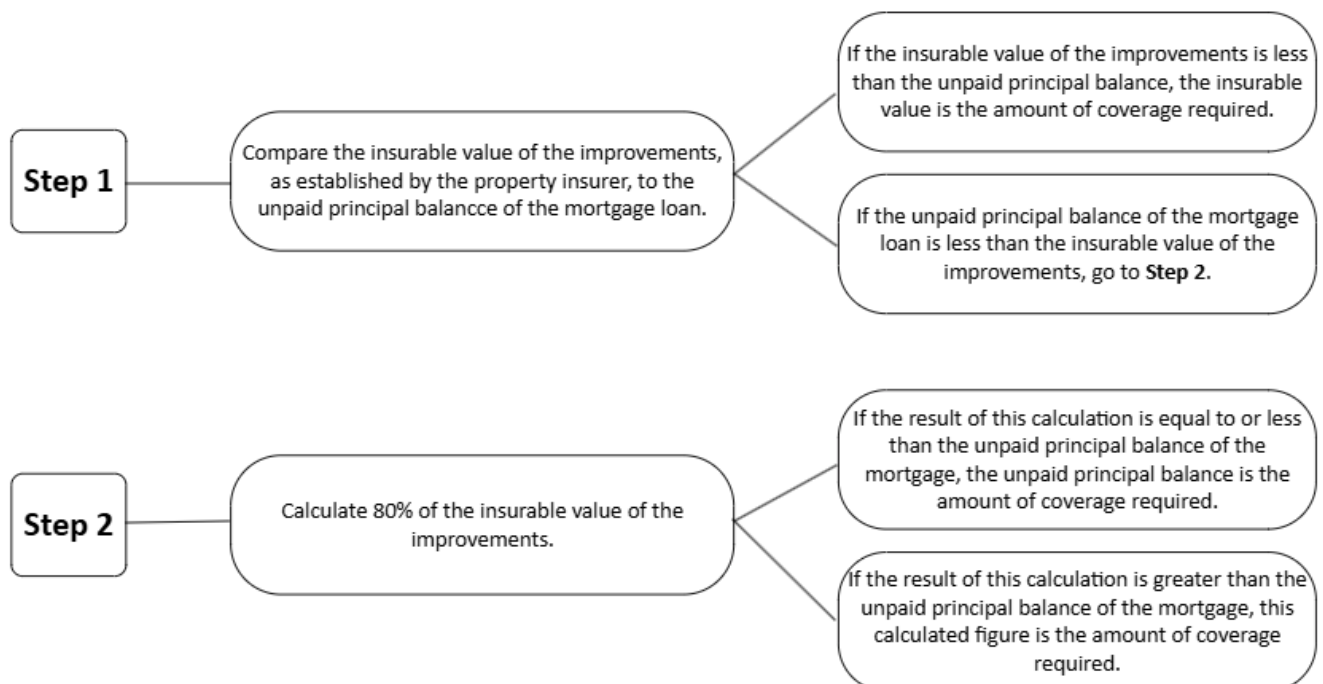 Step 1
Compare the insurable value of the improvements,
as established by the property insurer, to the
unpaid principal balancce of the mortgage loan.
If the insurable value of the improvements is less
than the unpaid principal balance, the insurable
value is the amount of coverage required.
If the unpaid principal balance of the mortgage
loan is less than the insurable value of the
improvements, go to Step 2.
Step 2
Calculate 80% of the insurable value of the
improvements.
If the result of this calculation is equal to or less
than the unpaid principal balance of the
mortgage, the unpaid principal balance is the
amount of coverage required.
If the result of this calculation is greater than the
unpaid principal balance of the mortgage, this
calculated figure is the amount of coverage
required.